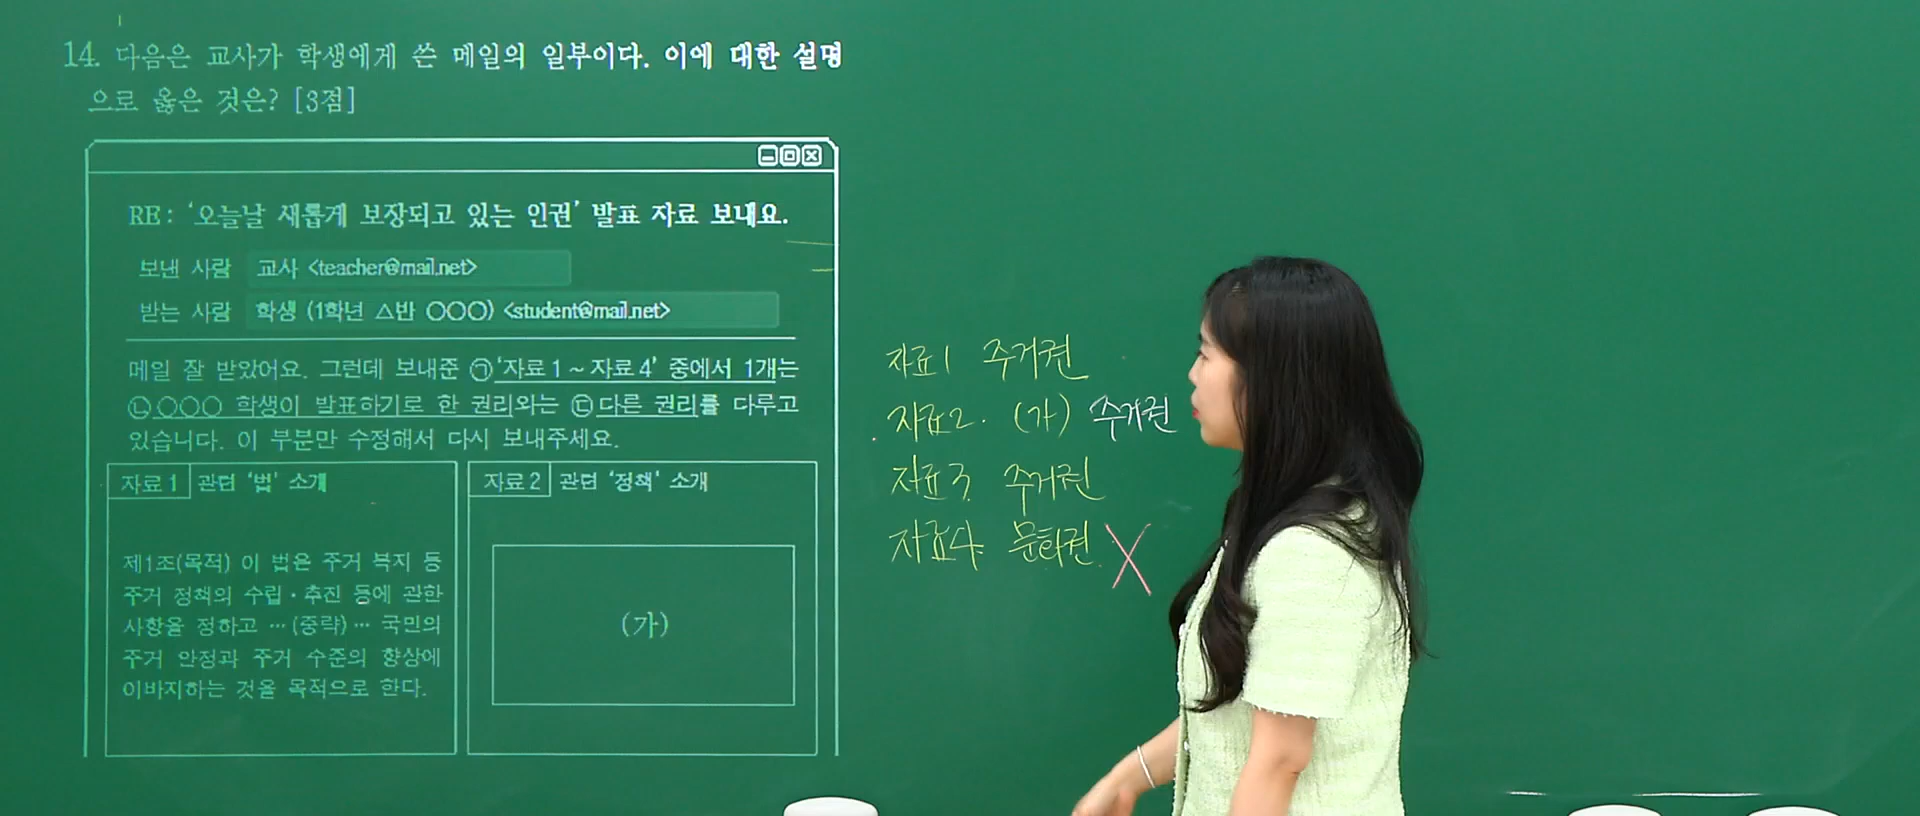 14. 다음은 교사가 학생에게 쓴 메일의 일부이다. 이에 대한 설명
으로 옳은 것은? [3점]
RE: ‘오늘날 새롭게 보장되고 있는 인권’ 발표 자료 보내요.
보낸 사람 교사 <teacher@mail.net>
받는 사람 학생 (1학년 △반 ○○○) <student@mail.net>
메일 잘 받았어요. 그런데 보내준 ㉠‘자료 1 ~ 자료 4’ 중에서 1개는
㉡○○○ 학생이 발표하기로 한 권리와는 ㉢다른 권리를 다루고
있습니다. 이 부분만 수정해서 다시 보내주세요.
자료 1 관련 ‘법’ 소개
제1조(목적) 이 법은 주거 복지 등
주거 정책의 수립·추진 등에 관한
사항을 정하고 …(중략)… 국민의
주거 안정과 주거 수준의 향상에
이바지하는 것을 목적으로 한다.
자료 2 관련 ‘정책’ 소개
(가)
자료1 주거권
자료2. (가) 주거권
자료3. 주거권
자료4. 문화권. X